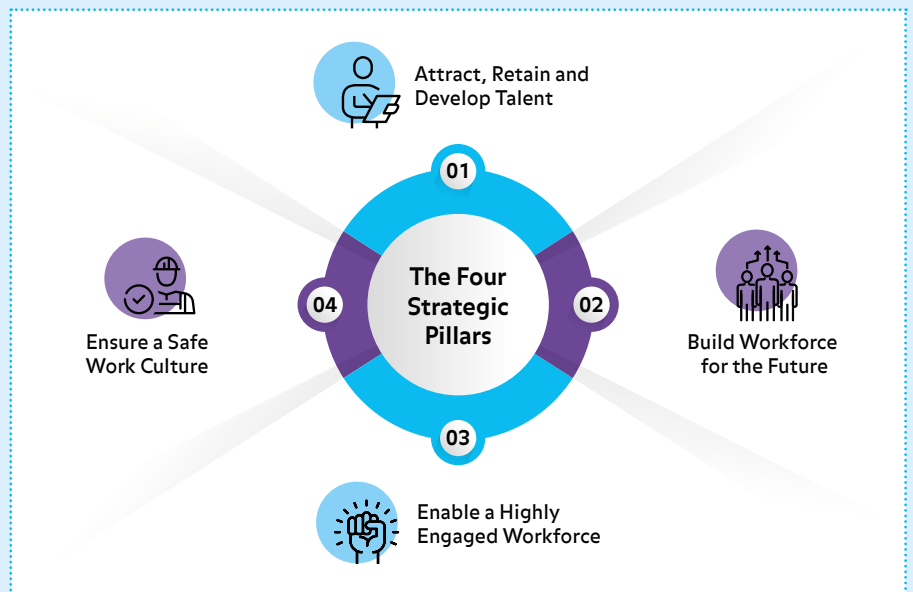 Attract, Retain and
Develop Talent
01
The Four
Strategic
Pillars
04
02
Ensure a Safe
Work Culture
Build Workforce
for the Future
03
Enable a Highly
Engaged Workforce